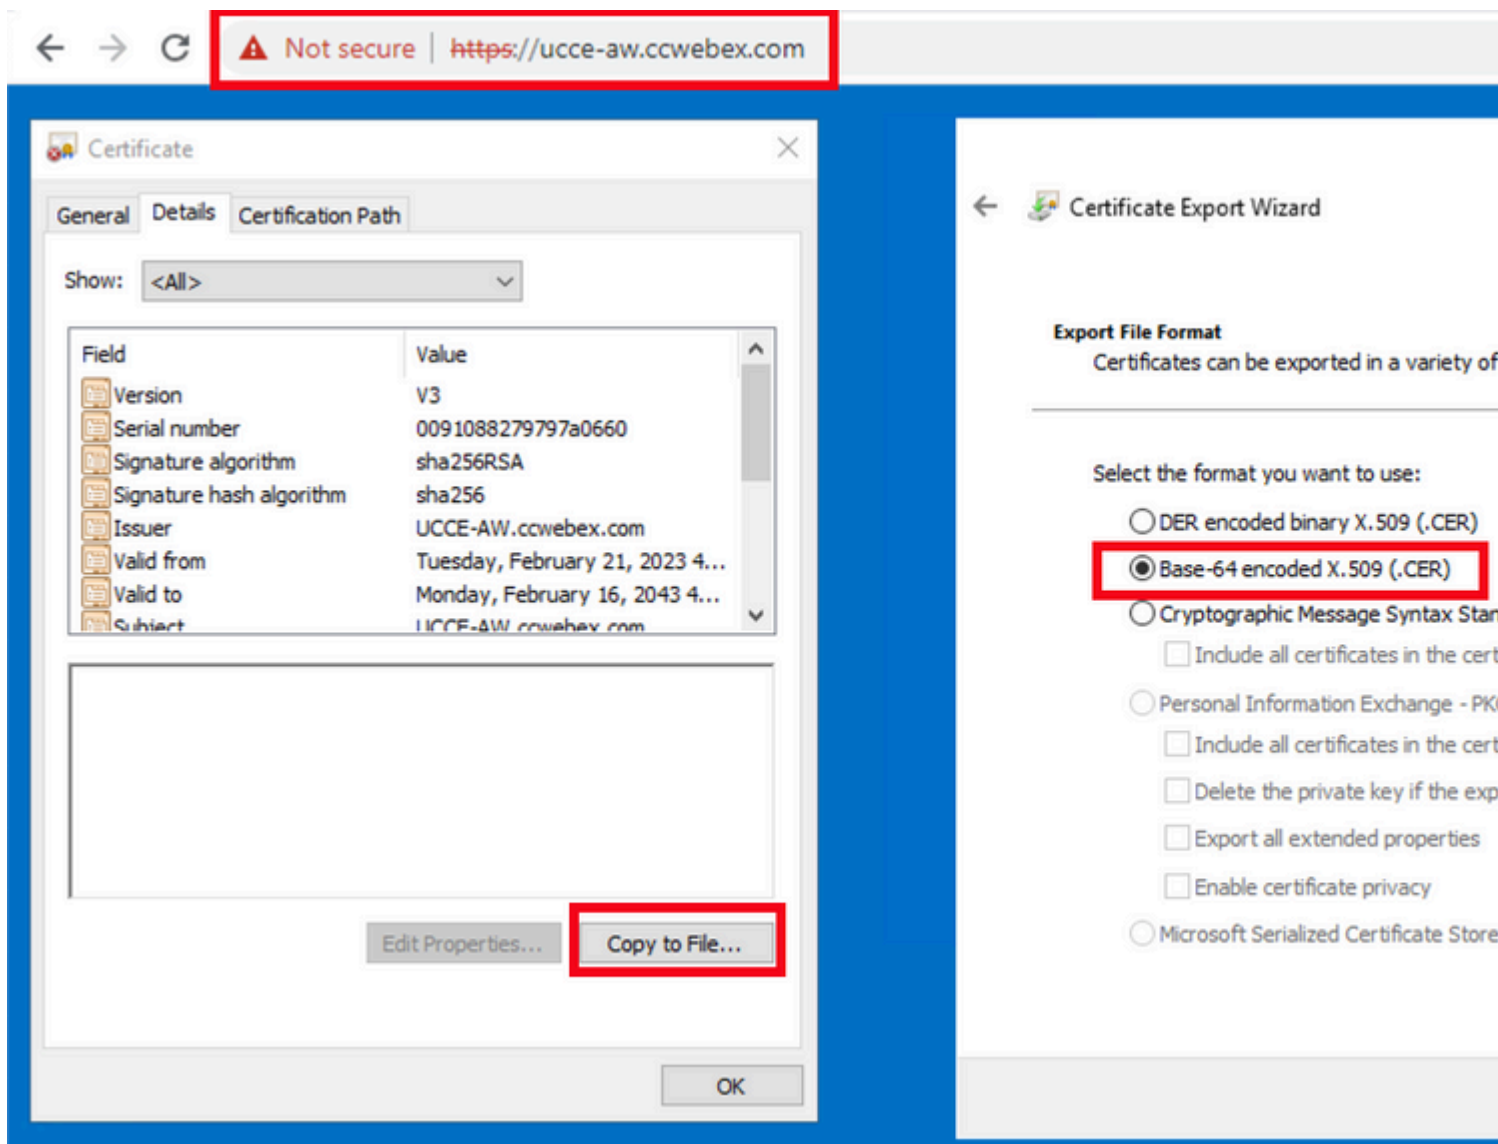 Not secure | https://ucce-aw.ccwebex.com
Certificate
General Details Certification Path
Show: <All>
Field Value
Version V3
Serial number 0091088279797a0660
Signature algorithm sha256RSA
Signature hash algorithm sha256
Issuer UCCE-AW.ccwebex.com
Valid from Tuesday, February 21, 2023 4...
Valid to Monday, February 16, 2043 4...
Subject UCCE-AW.ccwebex.com
Edit Properties... Copy to File...
OK
Certificate Export Wizard
Export File Format
Certificates can be exported in a variety of
Select the format you want to use:
DER encoded binary X.509 (.CER)
Base-64 encoded X.509 (.CER)
Cryptographic Message Syntax Stan
Include all certificates in the cert
Personal Information Exchange - PK
Include all certificates in the cert
Delete the private key if the exp
Export all extended properties
Enable certificate privacy
Microsoft Serialized Certificate Store